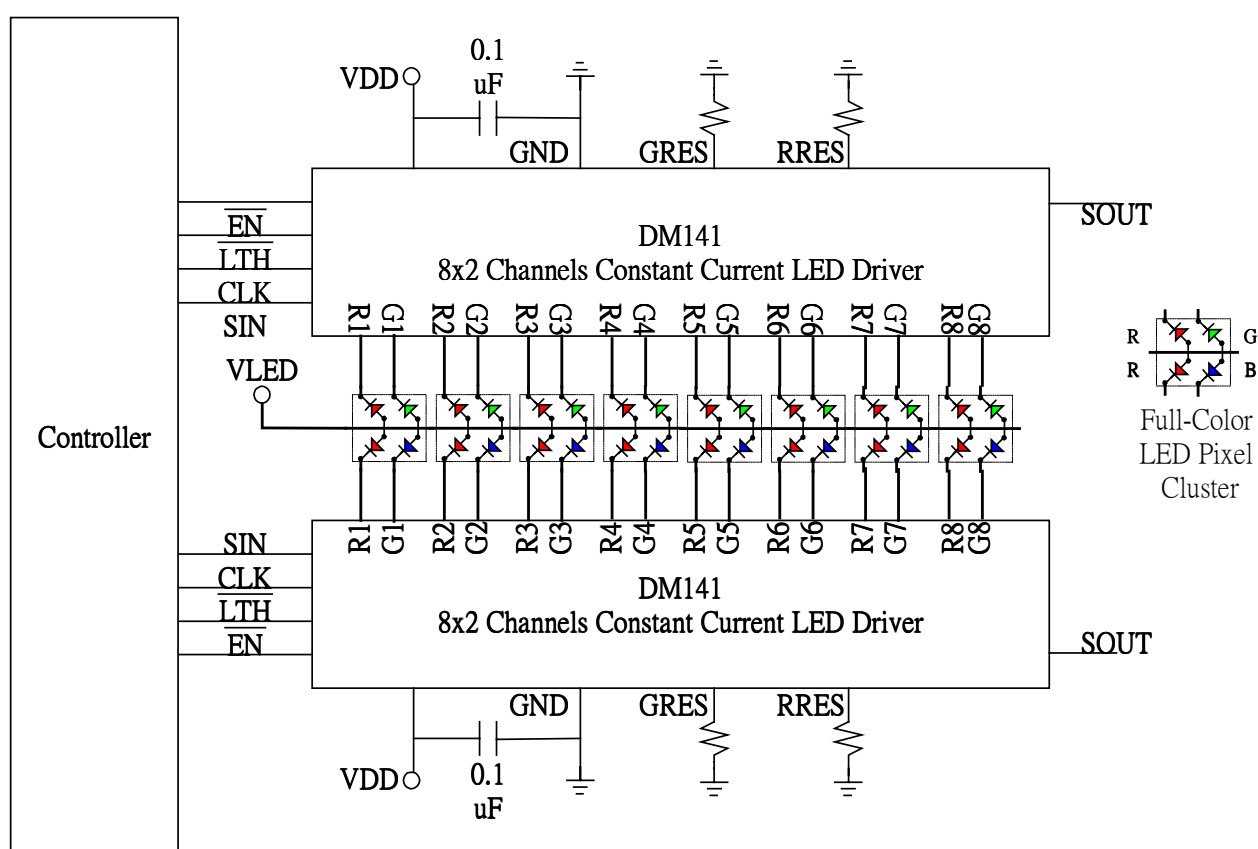 0.1
uF
VDD
GND
GRES
RRES
EN
LTH
CLK
SIN
DM141
8x2 Channels Constant Current LED Driver
SOUT
R1 G1 R2 G2 R3 G3 R4 G4 R5 G5 R6 G6 R7 G7 R8 G8
VLED
R G
R B
Full-Color
LED Pixel
Cluster
Controller
R1 G1 R2 G2 R3 G3 R4 G4 R5 G5 R6 G6 R7 G7 R8 G8
SIN
CLK
LTH
EN
DM141
8x2 Channels Constant Current LED Driver
SOUT
GND
GRES
RRES
VDD
0.1
uF